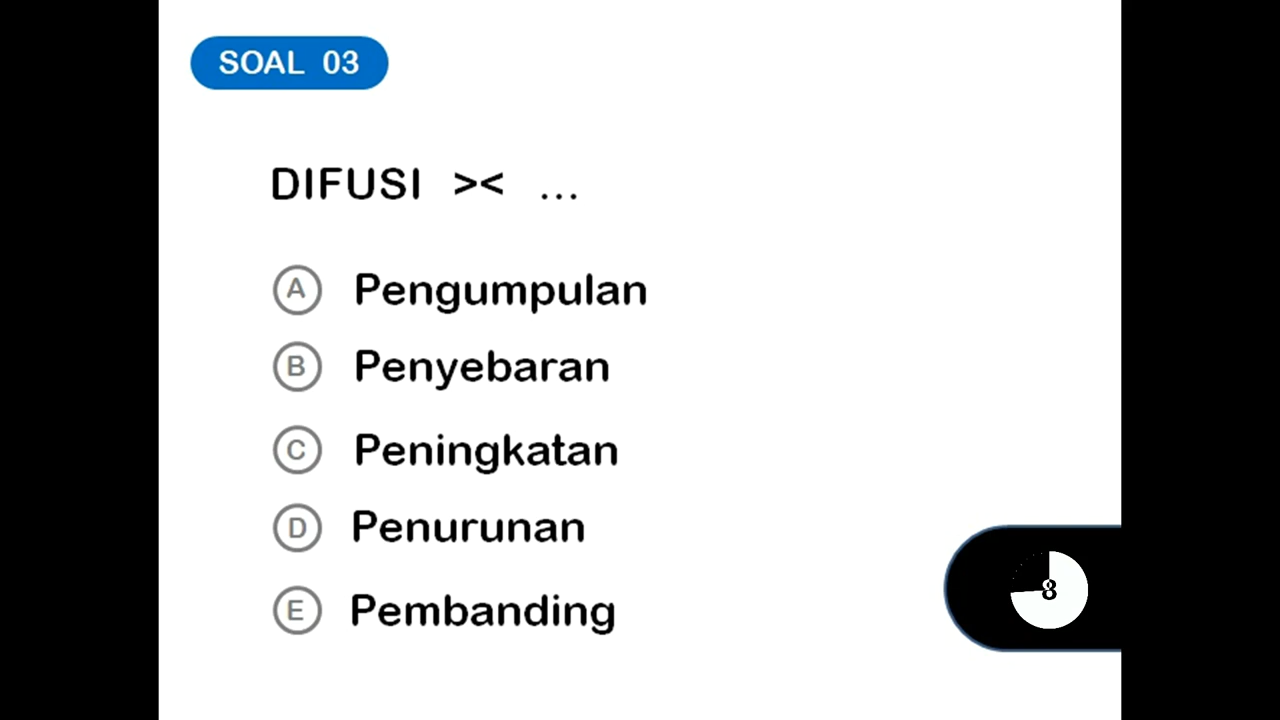 SOAL 03
DIFUSI >< ...
A Pengumpulan
B Penyebaran
C Peningkatan
D Penurunan
E Pembanding
8